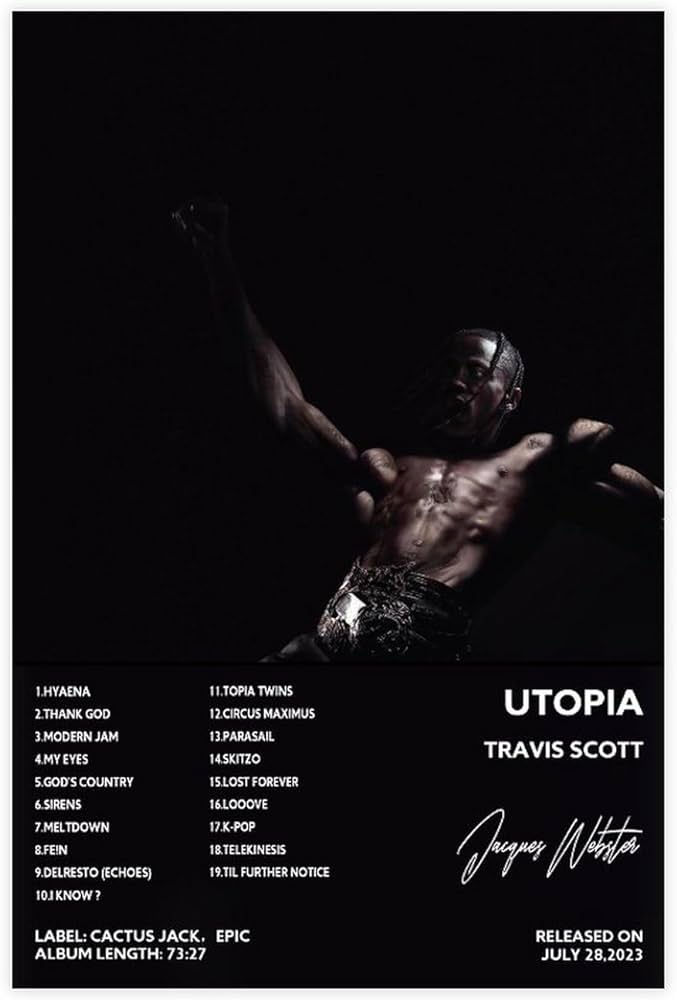 1.HYAENA
2.THANK GOD
3.MODERN JAM
4.MY EYES
5.GOD'S COUNTRY
6.SIRENS
7.MELTDOWN
8.FE!N
9.DELRESTO (ECHOES)
10.I KNOW ?
11.TOPIA TWINS
12.CIRCUS MAXIMUS
13.PARASAIL
14.SKITZO
15.LOST FOREVER
16.LOOOVE
17.K-POP
18.TELEKINESIS
19.TIL FURTHER NOTICE
UTOPIA
TRAVIS SCOTT
Jacques Webster
LABEL: CACTUS JACK, EPIC
ALBUM LENGTH: 73:27
RELEASED ON
JULY 28,2023